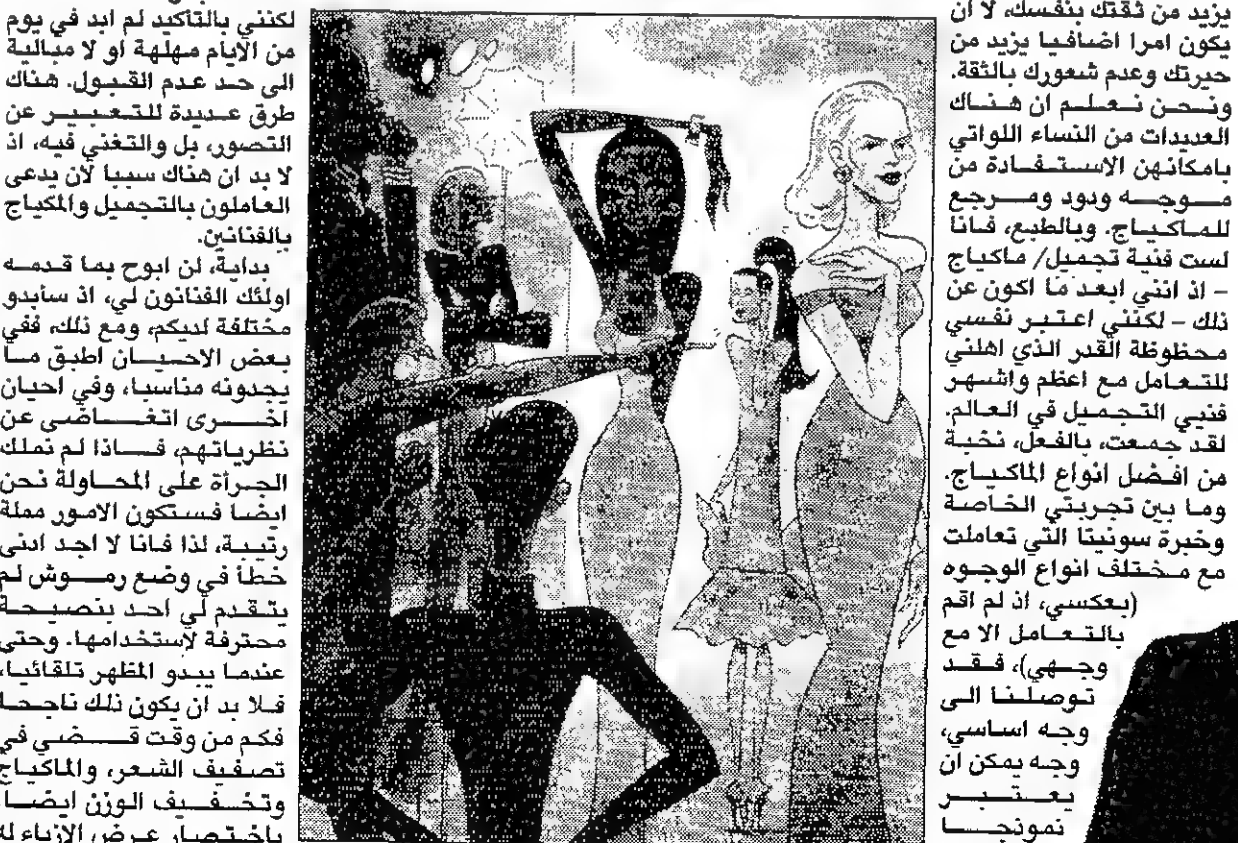 يزيد من ثقتك بنفسك، لا ان
يكون امرا اضافيا يزيد من
حيرتك وعدم شعورك بالثقة.
ونحن نعلم ان هناك
العديدات من النساء اللواتي
بامكانهن الاستفادة من
موجه ودود ومرجع
للماكياج. وبالطبع، فانا
لست فنية تجميل/ ماكياج
– اذ انني ابعد ما اكون عن
ذلك – لكنني اعتبر نفسي
محظوظة القدر الذي اهلني
للتعامل مع اعظم واشهر
فنيي التجميل في العالم.
لقد جمعت، بالفعل، نخبة
من افضل انواع الماكياج.
وما بين تجربتي الخاصة
وخبرة سونيتا التي تعاملت
مع مختلف انواع الوجوه
(بعكسي، اذ لم اقم
بالتعامل الا مع
وجهي)، فقد
توصلنا الى
وجه اساسي،
وجه يمكن ان
يعتبر
نموذجا
لكنني بالتاكيد لم ابد في يوم
من الايام مهلهة او لا مبالية
الى حد عدم القبول. هناك
طرق عديدة للتعبير عن
التصور، بل والتغني فيه، اذ
لا بد ان هناك سببا لان يدعى
العاملون بالتجميل والمكياج
بالفنانين.
بداية، لن ابوح بما قدمه
اولئك الفنانون لي، اذ سأبدو
مختلفة لديكم، ومع ذلك، ففي
بعض الاحيان اطبق ما
يجدونه مناسبا، وفي احيان
اخرى اتغاضى عن
نظرياتهم، فاذا لم نملك
الجرأة على المحاولة نحن
ايضا فستكون الامور مملة
رتيبة، لذا فانا لا اجد ادنى
خطأ في وضع رموش لم
يتقدم لي احد بنصيحة
محترفة لإستخدامها. وحتى
عندما يبدو المظهر تلقائيا،
فلا بد ان يكون ذلك ناجحا
فكم من وقت قضي في
تصفيف الشعر، والماكياج
وتخفيف الوزن ايضا
باختصار عرض الازياء له